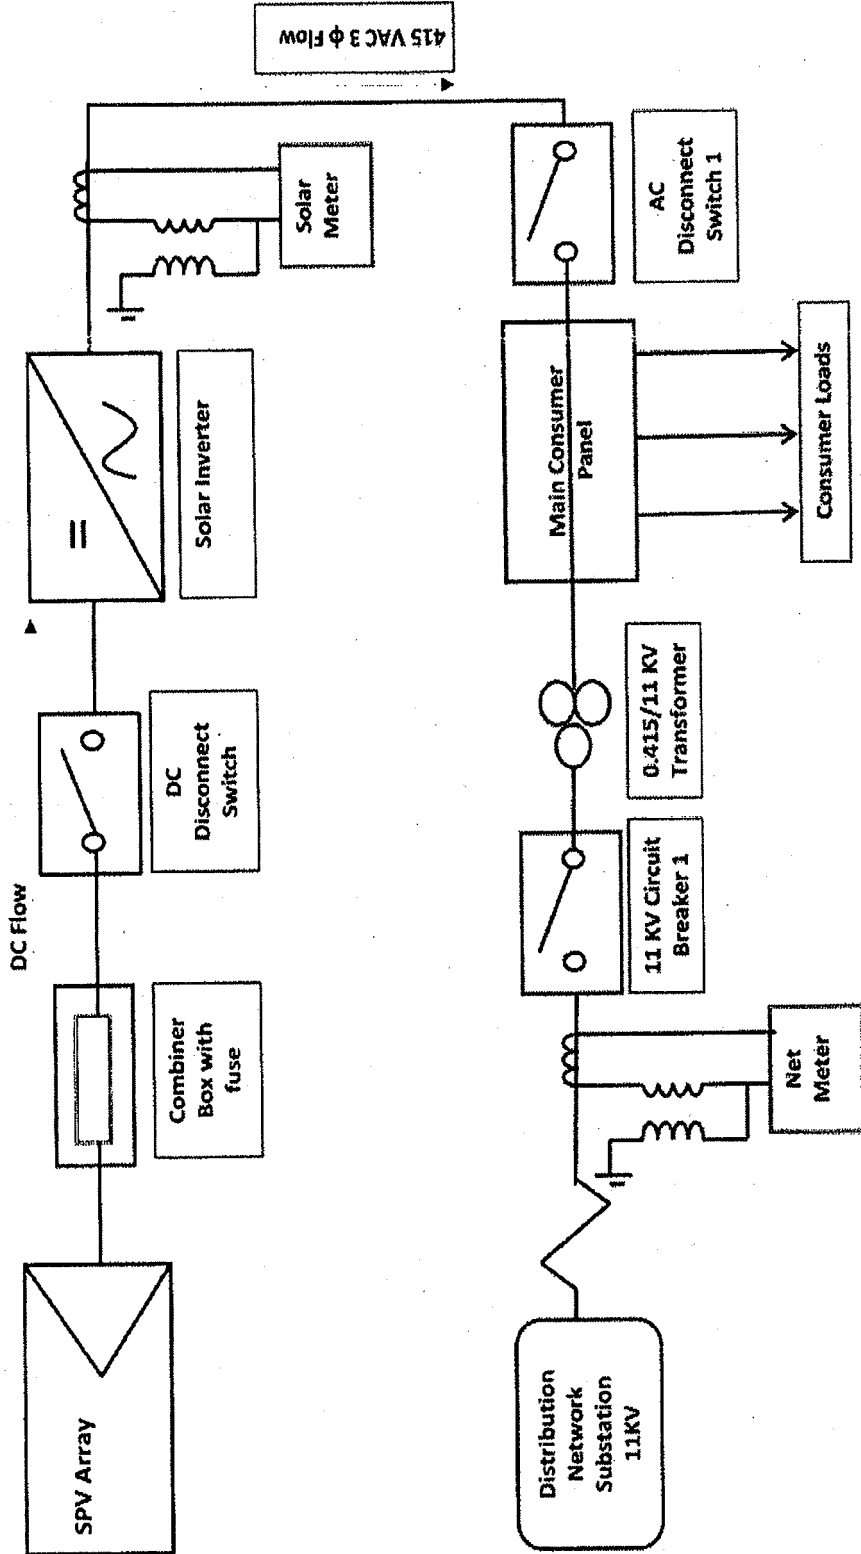 SPV Array
Combiner
Box with
fuse
DC Flow
DC
Disconnect
Switch
Solar Inverter
Solar
Meter
415 VAC 3 ф Flow
AC
Disconnect
Switch 1
Main Consumer
Panel
Consumer Loads
0.415/11 KV
Transformer
11 KV Circuit
Breaker 1
Net
Meter
Distribution
Network
Substation
11KV